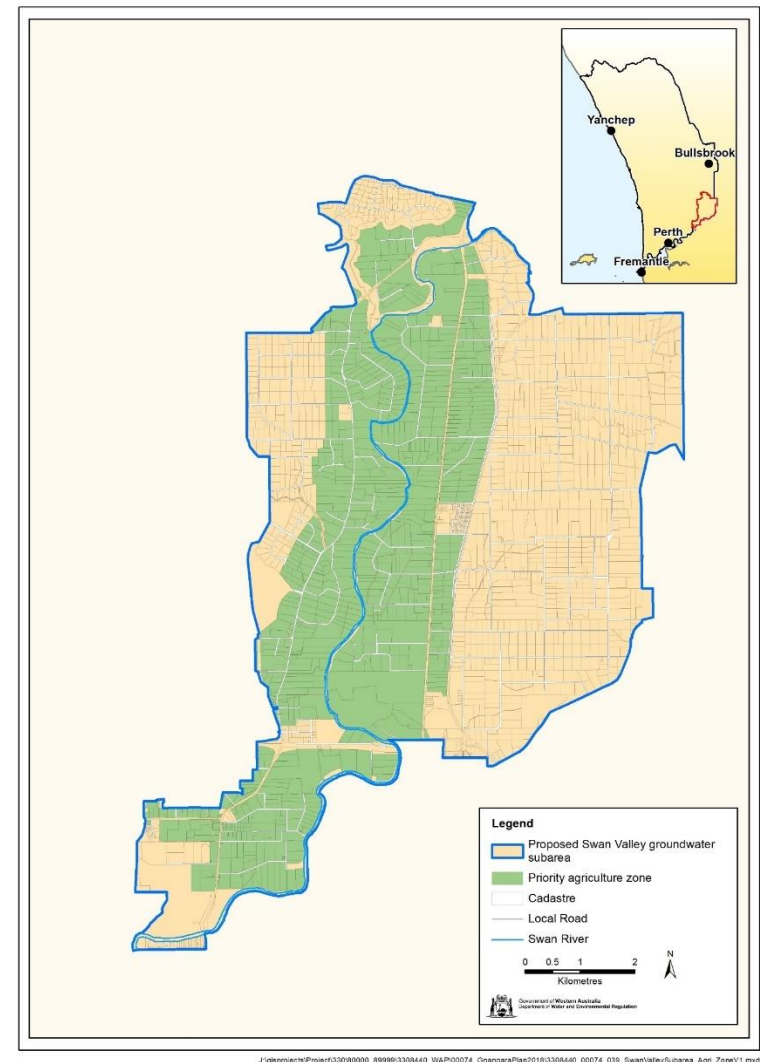 Yanchep
Bullsbrook
Perth
Fremantle
Legend
Proposed Swan Valley groundwater
subarea
Priority agriculture zone
Cadastre
Local Road
Swan River
0 0.5 1 2
Kilometres
N
Government of Western Australia
Department of Water and Environmental Regulation